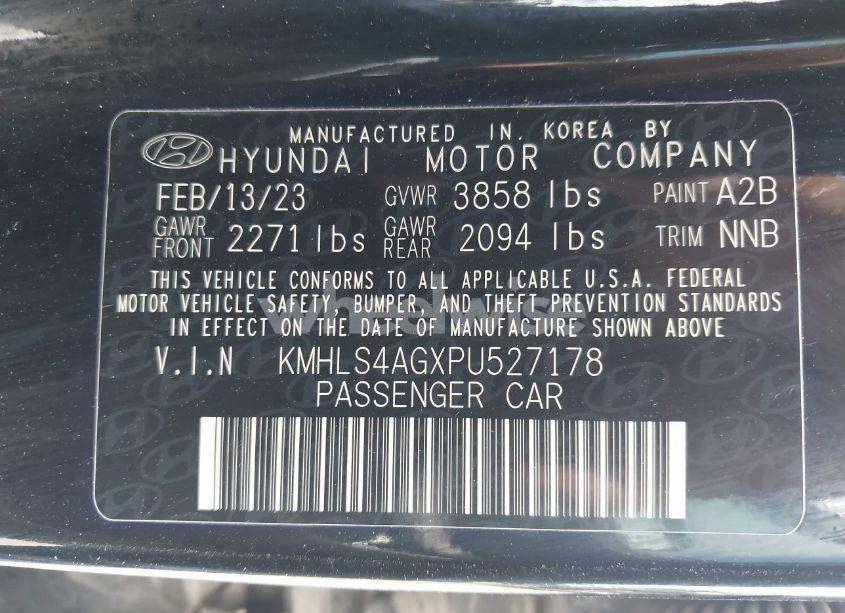 MANUFACTURED IN. KOREA BY
HYUNDAI MOTOR COMPANY
FEB/13/23 GVWR 3858 lbs PAINT A2B
GAWR FRONT 2271 lbs GAWR REAR 2094 lbs TRIM NNB
THIS VEHICLE CONFORMS TO ALL APPLICABLE U.S.A. FEDERAL
MOTOR VEHICLE SAFETY, BUMPER, AND THEFT PREVENTION STANDARDS
IN EFFECT ON THE DATE OF MANUFACTURE SHOWN ABOVE
V.I.N KMHLS4AGXPU527178
PASSENGER CAR